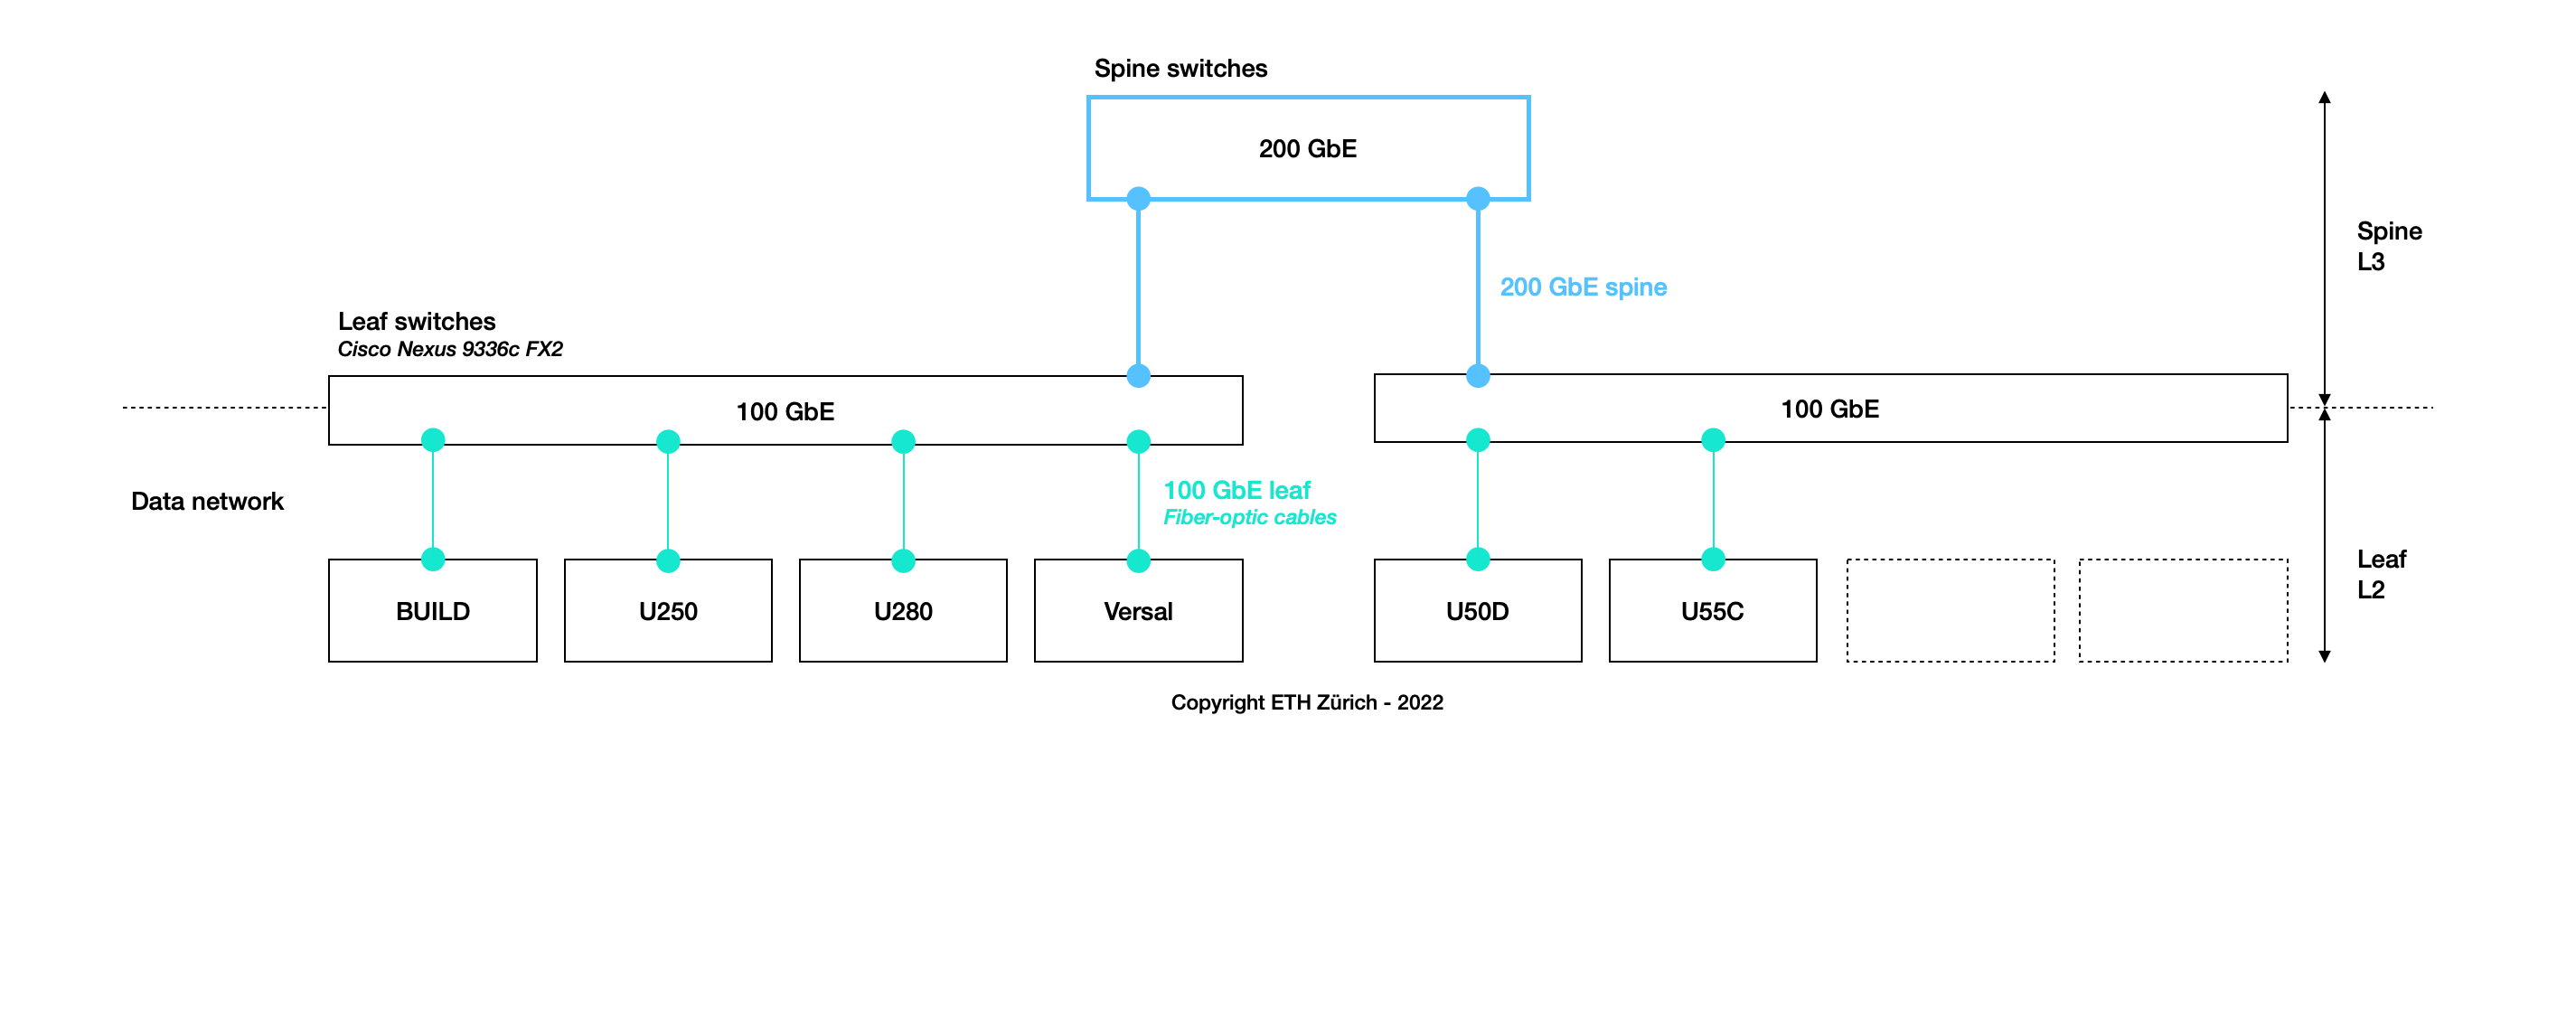 Spine switches
200 GbE
Spine
L3
200 GbE spine
Leaf switches
Cisco Nexus 9336c FX2
100 GbE
100 GbE
Data network
100 GbE leaf
Fiber-optic cables
Leaf
L2
BUILD
U250
U280
Versal
U50D
U55C
Copyright ETH Zürich - 2022